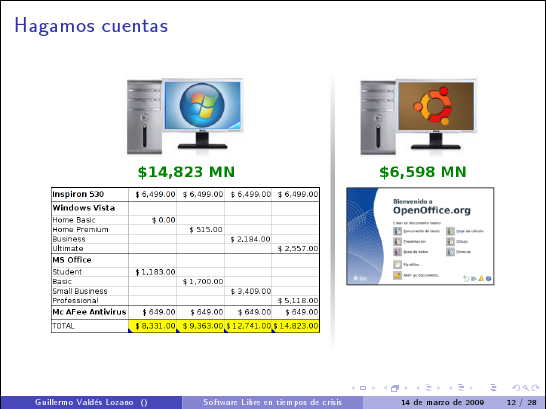 Hagamos cuentas
$14,823 MN
$6,598 MN
Inspiron 530 $ 6,499.00 $ 6,499.00 $ 6,499.00 $ 6,499.00
Windows Vista
Home Basic $ 0.00
Home Premium $ 515.00
Business $ 2,184.00
Ultimate $ 2,557.00
MS Office
Student $ 1,183.00
Basic $ 1,700.00
Small Business $ 3,409.00
Professional $ 5,118.00
Mc AFee Antivirus $ 649.00 $ 649.00 $ 649.00 $ 649.00
TOTAL $ 8,331.00 $ 9,363.00 $ 12,741.00 $ 14,823.00
Bienvenido a
OpenOffice.org
Crear un documento nuevo
Documento de texto Hoja de cálculo
Presentación Dibujo
Base de datos Fórmula
Abrir un documento...
Guillermo Valdés Lozano () Software Libre en tiempos de crisis 14 de marzo de 2009 12 / 28